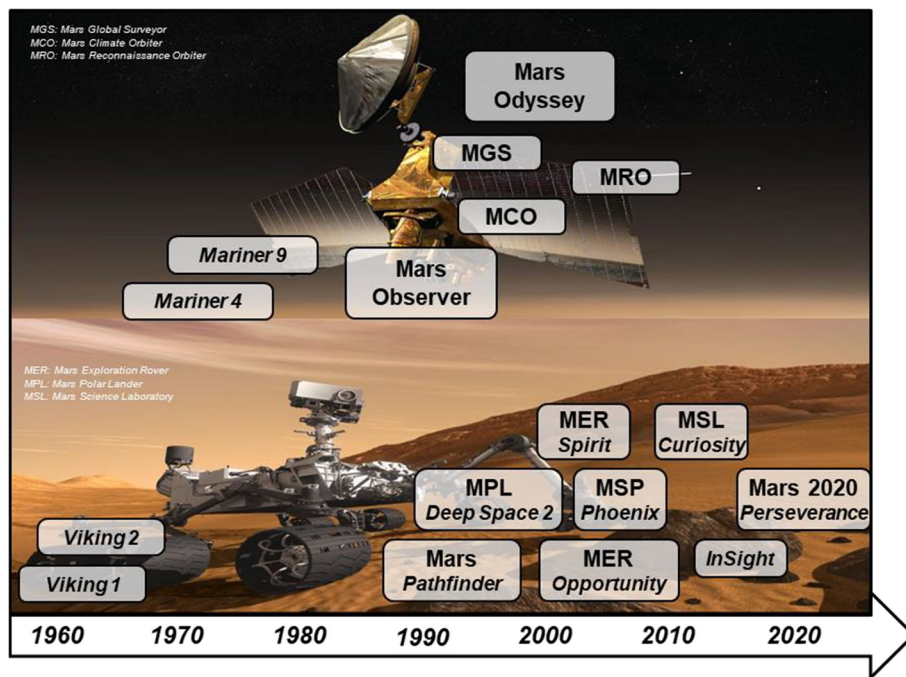 MGS: Mars Global Surveyor
MCO: Mars Climate Orbiter
MRO: Mars Reconnaissance Orbiter
Mars
Odyssey
MGS
MRO
MCO
Mariner 9
Mars
Observer
Mariner 4
MER: Mars Exploration Rover
MPL: Mars Polar Lander
MSL: Mars Science Laboratory
MER
Spirit
MSL
Curiosity
MPL
Deep Space 2
MSP
Phoenix
Mars 2020
Perseverance
Viking 2
Viking 1
Mars
Pathfinder
MER
Opportunity
InSight
1960 1970 1980 1990 2000 2010 2020